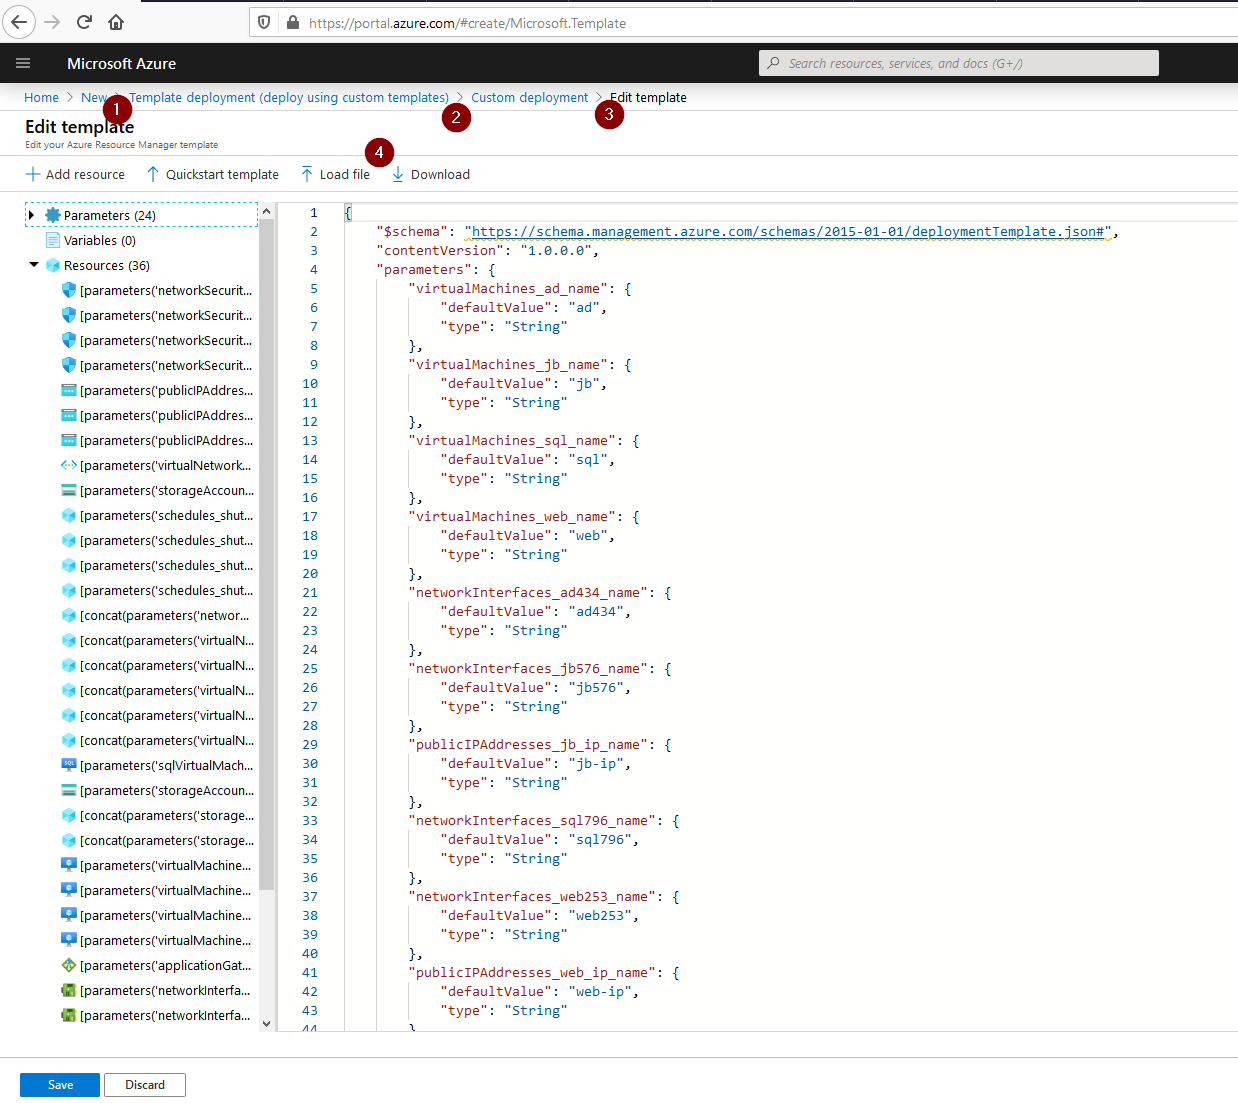 https://portal.azure.com/#create/Microsoft.Template
Microsoft Azure
Search resources, services, and docs (G+/)
Home > New > Template deployment (deploy using custom templates) > Custom deployment > Edit template
1
2
3
Edit template
Edit your Azure Resource Manager template
4
Add resource
Quickstart template
Load file
Download
Parameters (24)
Variables (0)
Resources (36)
[parameters('networkSecurit...
[parameters('networkSecurit...
[parameters('networkSecurit...
[parameters('networkSecurit...
[parameters('publicIPAddres...
[parameters('publicIPAddres...
[parameters('publicIPAddres...
[parameters('virtualNetwork...
[parameters('storageAccoun...
[parameters('schedules_shut...
[parameters('schedules_shut...
[parameters('schedules_shut...
[parameters('schedules_shut...
[concat(parameters('networ...
[concat(parameters('virtualN...
[concat(parameters('virtualN...
[concat(parameters('virtualN...
[concat(parameters('virtualN...
[concat(parameters('virtualN...
SQL [parameters('sqlVirtualMach...
[parameters('storageAccoun...
[concat(parameters('storage...
[concat(parameters('storage...
[parameters('virtualMachine...
[parameters('virtualMachine...
[parameters('virtualMachine...
[parameters('virtualMachine...
[parameters('applicationGat...
[parameters('networkInterfa...
[parameters('networkInterfa...
1 {
2 "$schema": "https://schema.management.azure.com/schemas/2015-01-01/deploymentTemplate.json#",
3 "contentVersion": "1.0.0.0",
4 "parameters": {
5 "virtualMachines_ad_name": {
6 "defaultValue": "ad",
7 "type": "String"
8 },
9 "virtualMachines_jb_name": {
10 "defaultValue": "jb",
11 "type": "String"
12 },
13 "virtualMachines_sql_name": {
14 "defaultValue": "sql",
15 "type": "String"
16 },
17 "virtualMachines_web_name": {
18 "defaultValue": "web",
19 "type": "String"
20 },
21 "networkInterfaces_ad434_name": {
22 "defaultValue": "ad434",
23 "type": "String"
24 },
25 "networkInterfaces_jb576_name": {
26 "defaultValue": "jb576",
27 "type": "String"
28 },
29 "publicIPAddresses_jb_ip_name": {
30 "defaultValue": "jb-ip",
31 "type": "String"
32 },
33 "networkInterfaces_sql796_name": {
34 "defaultValue": "sql796",
35 "type": "String"
36 },
37 "networkInterfaces_web253_name": {
38 "defaultValue": "web253",
39 "type": "String"
40 },
41 "publicIPAddresses_web_ip_name": {
42 "defaultValue": "web-ip",
43 "type": "String"
44 }
Save
Discard